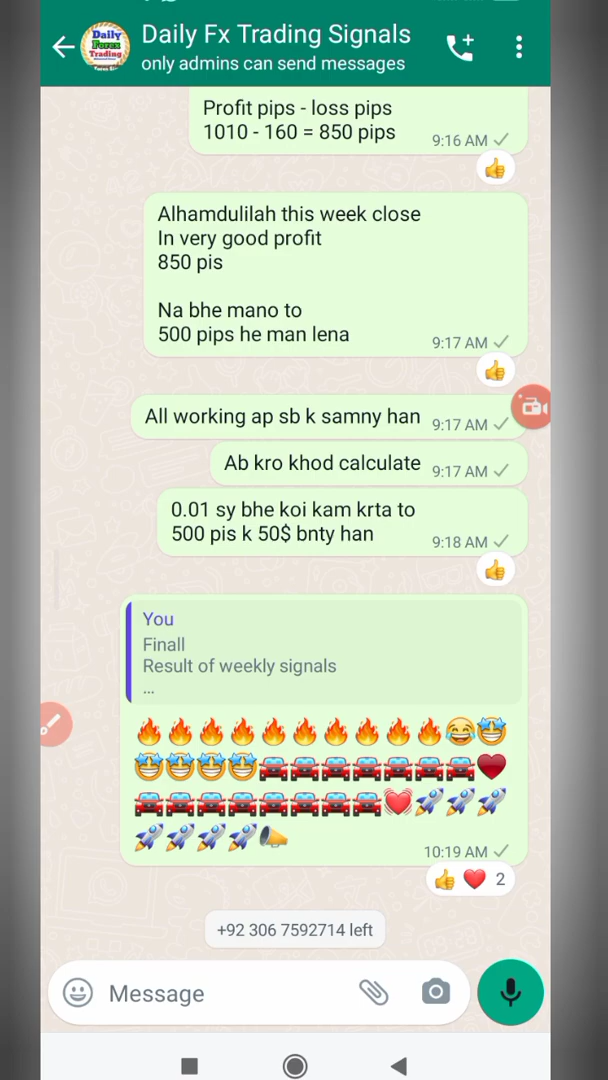 Daily
Forex
Trading
Daily Fx Trading Signals
only admins can send messages
Profit pips - loss pips
1010 - 160 = 850 pips
9:16 AM
Alhamdulilah this week close
In very good profit
850 pis
Na bhe mano to
500 pips he man lena
9:17 AM
All working ap sb k samny han
9:17 AM
Ab kro khod calculate
9:17 AM
0.01 sy bhe koi kam krta to
500 pis k 50$ bnty han
9:18 AM
You
Finall
Result of weekly signals
...
🔥🔥🔥🔥🔥🔥🔥🔥🔥🔥😂🤩
🤩🤩🤩🤩🚘🚘🚘🚘🚘🚘🚘♥️
🚘🚘🚘🚘🚘🚘🚘🚘💓🚀🚀🚀
🚀🚀🚀🚀📣
10:19 AM
👍❤️ 2
+92 306 7592714 left
Message